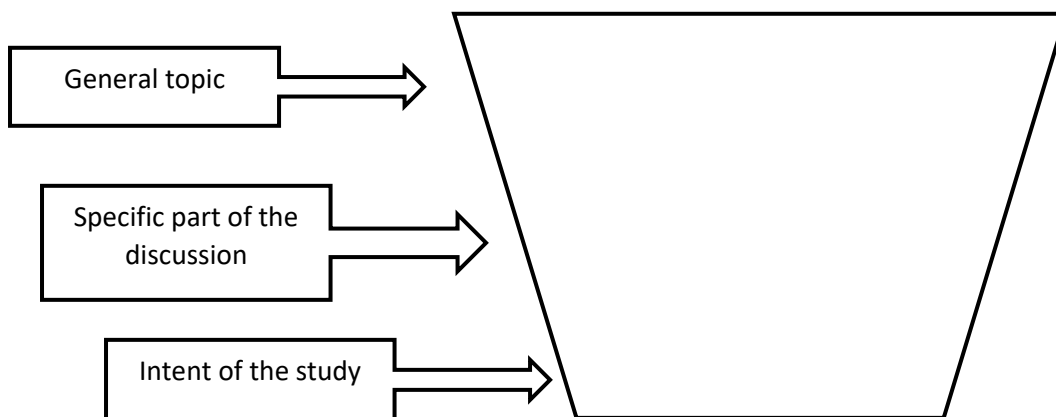 General topic
Specific part of the
discussion
Intent of the study